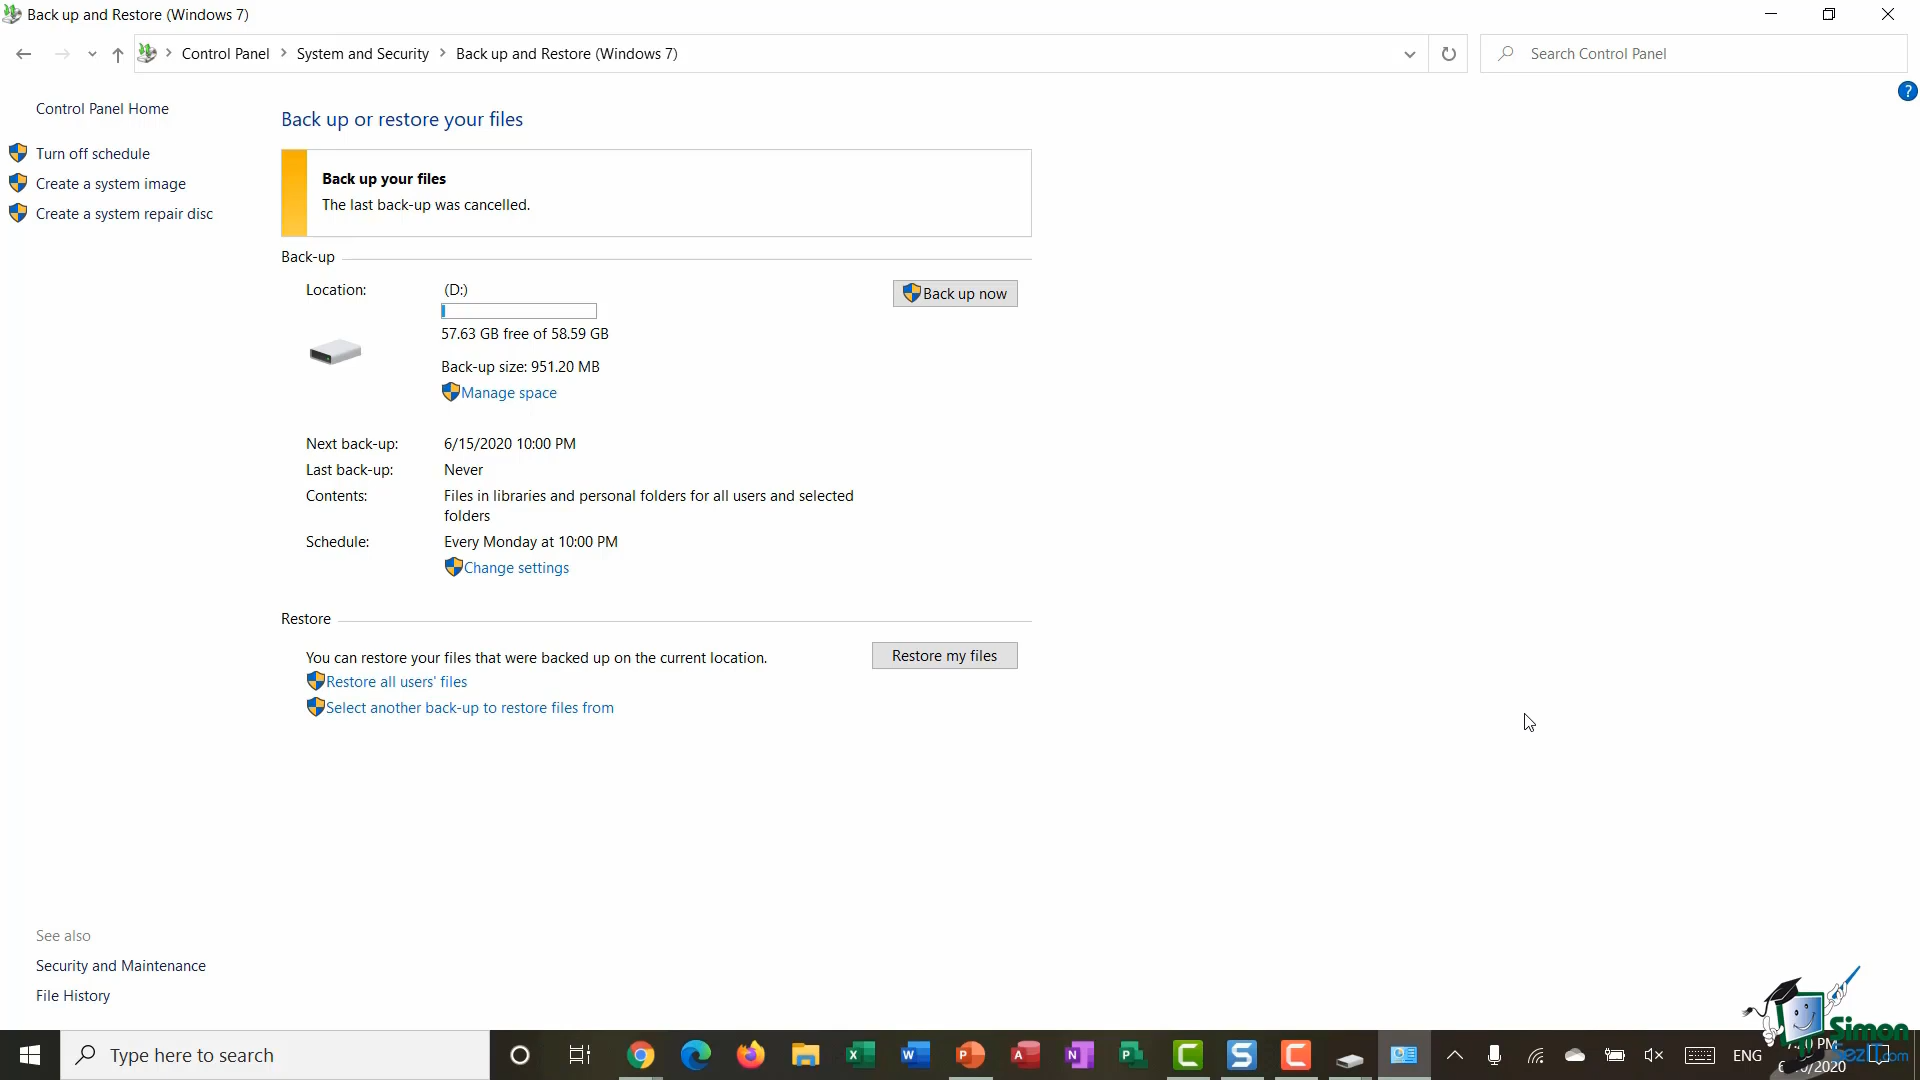 Back up and Restore (Windows 7)
Control Panel
System and Security
Back up and Restore (Windows 7)
Search Control Panel
?
Control Panel Home
Turn off schedule
Create a system image
Create a system repair disc
Back up or restore your files
Back up your files
The last back-up was cancelled.
Back-up
Location:
(D:)
Back up now
57.63 GB free of 58.59 GB
Back-up size: 951.20 MB
Manage space
Next back-up:
6/15/2020 10:00 PM
Last back-up:
Never
Contents:
Files in libraries and personal folders for all users and selected
folders
Schedule:
Every Monday at 10:00 PM
Change settings
Restore
You can restore your files that were backed up on the current location.
Restore my files
Restore all users' files
Select another back-up to restore files from
See also
Security and Maintenance
File History
Type here to search
ENG
PM
Simon
SezIT.com